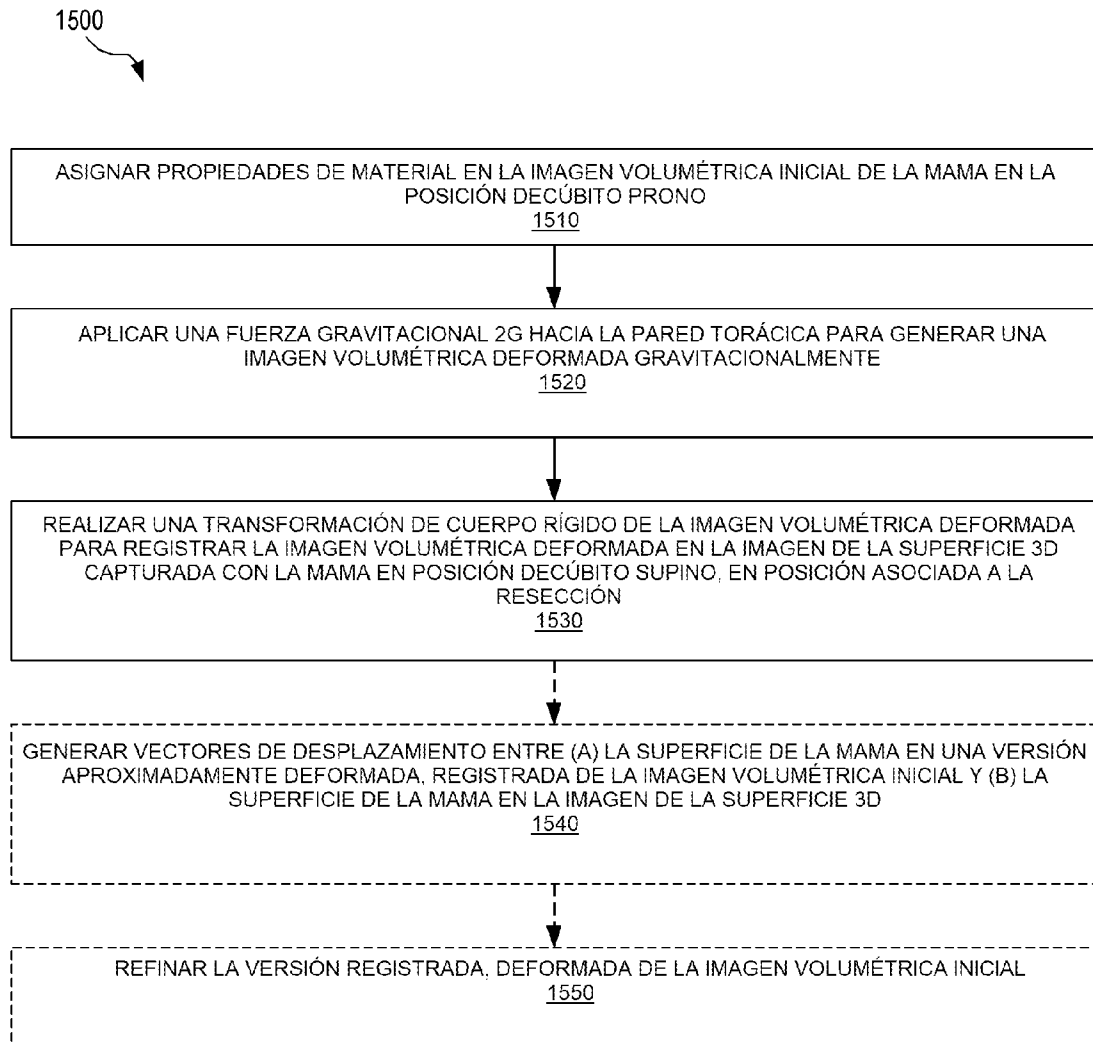 1500
ASIGNAR PROPIEDADES DE MATERIAL EN LA IMAGEN VOLUMÉTRICA INICIAL DE LA MAMA EN LA
POSICIÓN DECÚBITO PRONO
1510
APLICAR UNA FUERZA GRAVITACIONAL 2G HACIA LA PARED TORÁCICA PARA GENERAR UNA
IMAGEN VOLUMÉTRICA DEFORMADA GRAVITACIONALMENTE
1520
REALIZAR UNA TRANSFORMACIÓN DE CUERPO RÍGIDO DE LA IMAGEN VOLUMÉTRICA DEFORMADA
PARA REGISTRAR LA IMAGEN VOLUMÉTRICA DEFORMADA EN LA IMAGEN DE LA SUPERFICIE 3D
CAPTURADA CON LA MAMA EN POSICIÓN DECÚBITO SUPINO, EN POSICIÓN ASOCIADA A LA
RESECCIÓN
1530
GENERAR VECTORES DE DESPLAZAMIENTO ENTRE (A) LA SUPERFICIE DE LA MAMA EN UNA VERSIÓN
APROXIMADAMENTE DEFORMADA, REGISTRADA DE LA IMAGEN VOLUMÉTRICA INICIAL Y (B) LA
SUPERFICIE DE LA MAMA EN LA IMAGEN DE LA SUPERFICIE 3D
1540
REFINAR LA VERSIÓN REGISTRADA, DEFORMADA DE LA IMAGEN VOLUMÉTRICA INICIAL
1550